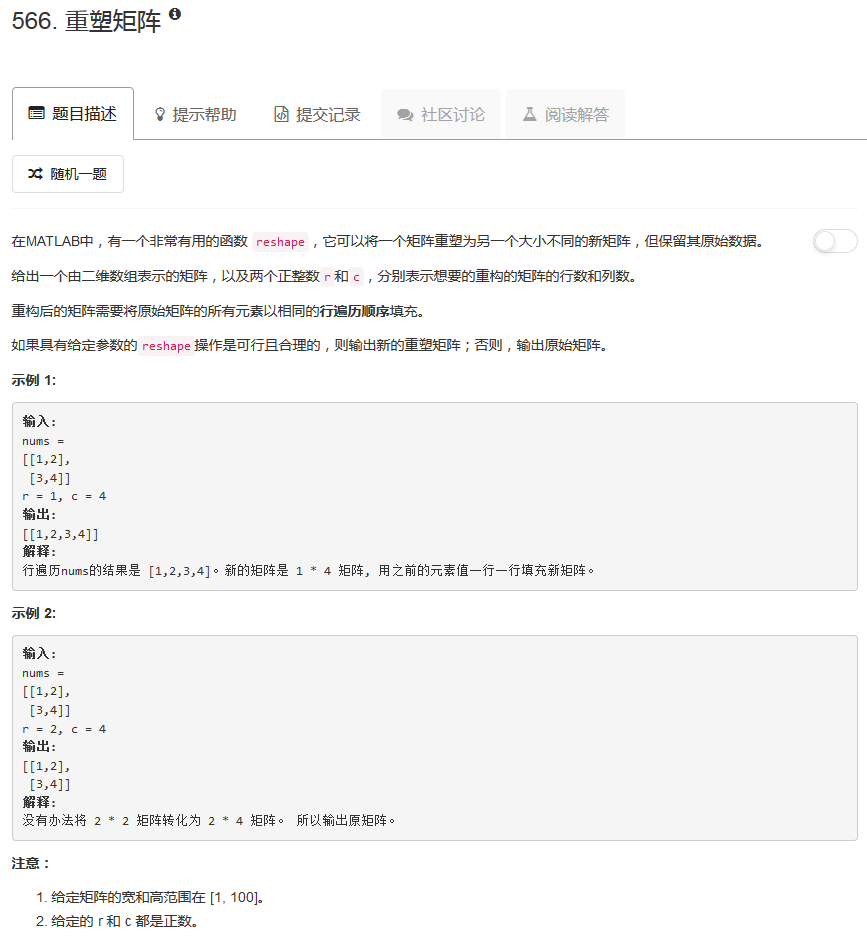 566. 重塑矩阵
题目描述 提示帮助 提交记录 社区讨论 阅读解答
随机一题
在MATLAB中，有一个非常有用的函数 reshape ，它可以将一个矩阵重塑为另一个大小不同的新矩阵，但保留其原始数据。
给出一个由二维数组表示的矩阵，以及两个正整数 r 和 c ，分别表示想要的重构的矩阵的行数和列数。
重构后的矩阵需要将原始矩阵的所有元素以相同的行遍历顺序填充。
如果具有给定参数的 reshape 操作是可行且合理的，则输出新的重塑矩阵；否则，输出原始矩阵。
示例 1:
输入:
nums =
[[1,2],
 [3,4]]
r = 1, c = 4
输出:
[[1,2,3,4]]
解释:
行遍历nums的结果是 [1,2,3,4]。新的矩阵是 1 * 4 矩阵, 用之前的元素值一行一行填充新矩阵。
示例 2:
输入:
nums =
[[1,2],
 [3,4]]
r = 2, c = 4
输出:
[[1,2],
 [3,4]]
解释:
没有办法将 2 * 2 矩阵转化为 2 * 4 矩阵。 所以输出原矩阵。
注意：
1. 给定矩阵的宽和高范围在 [1, 100]。
2. 给定的 r 和 c 都是正数。